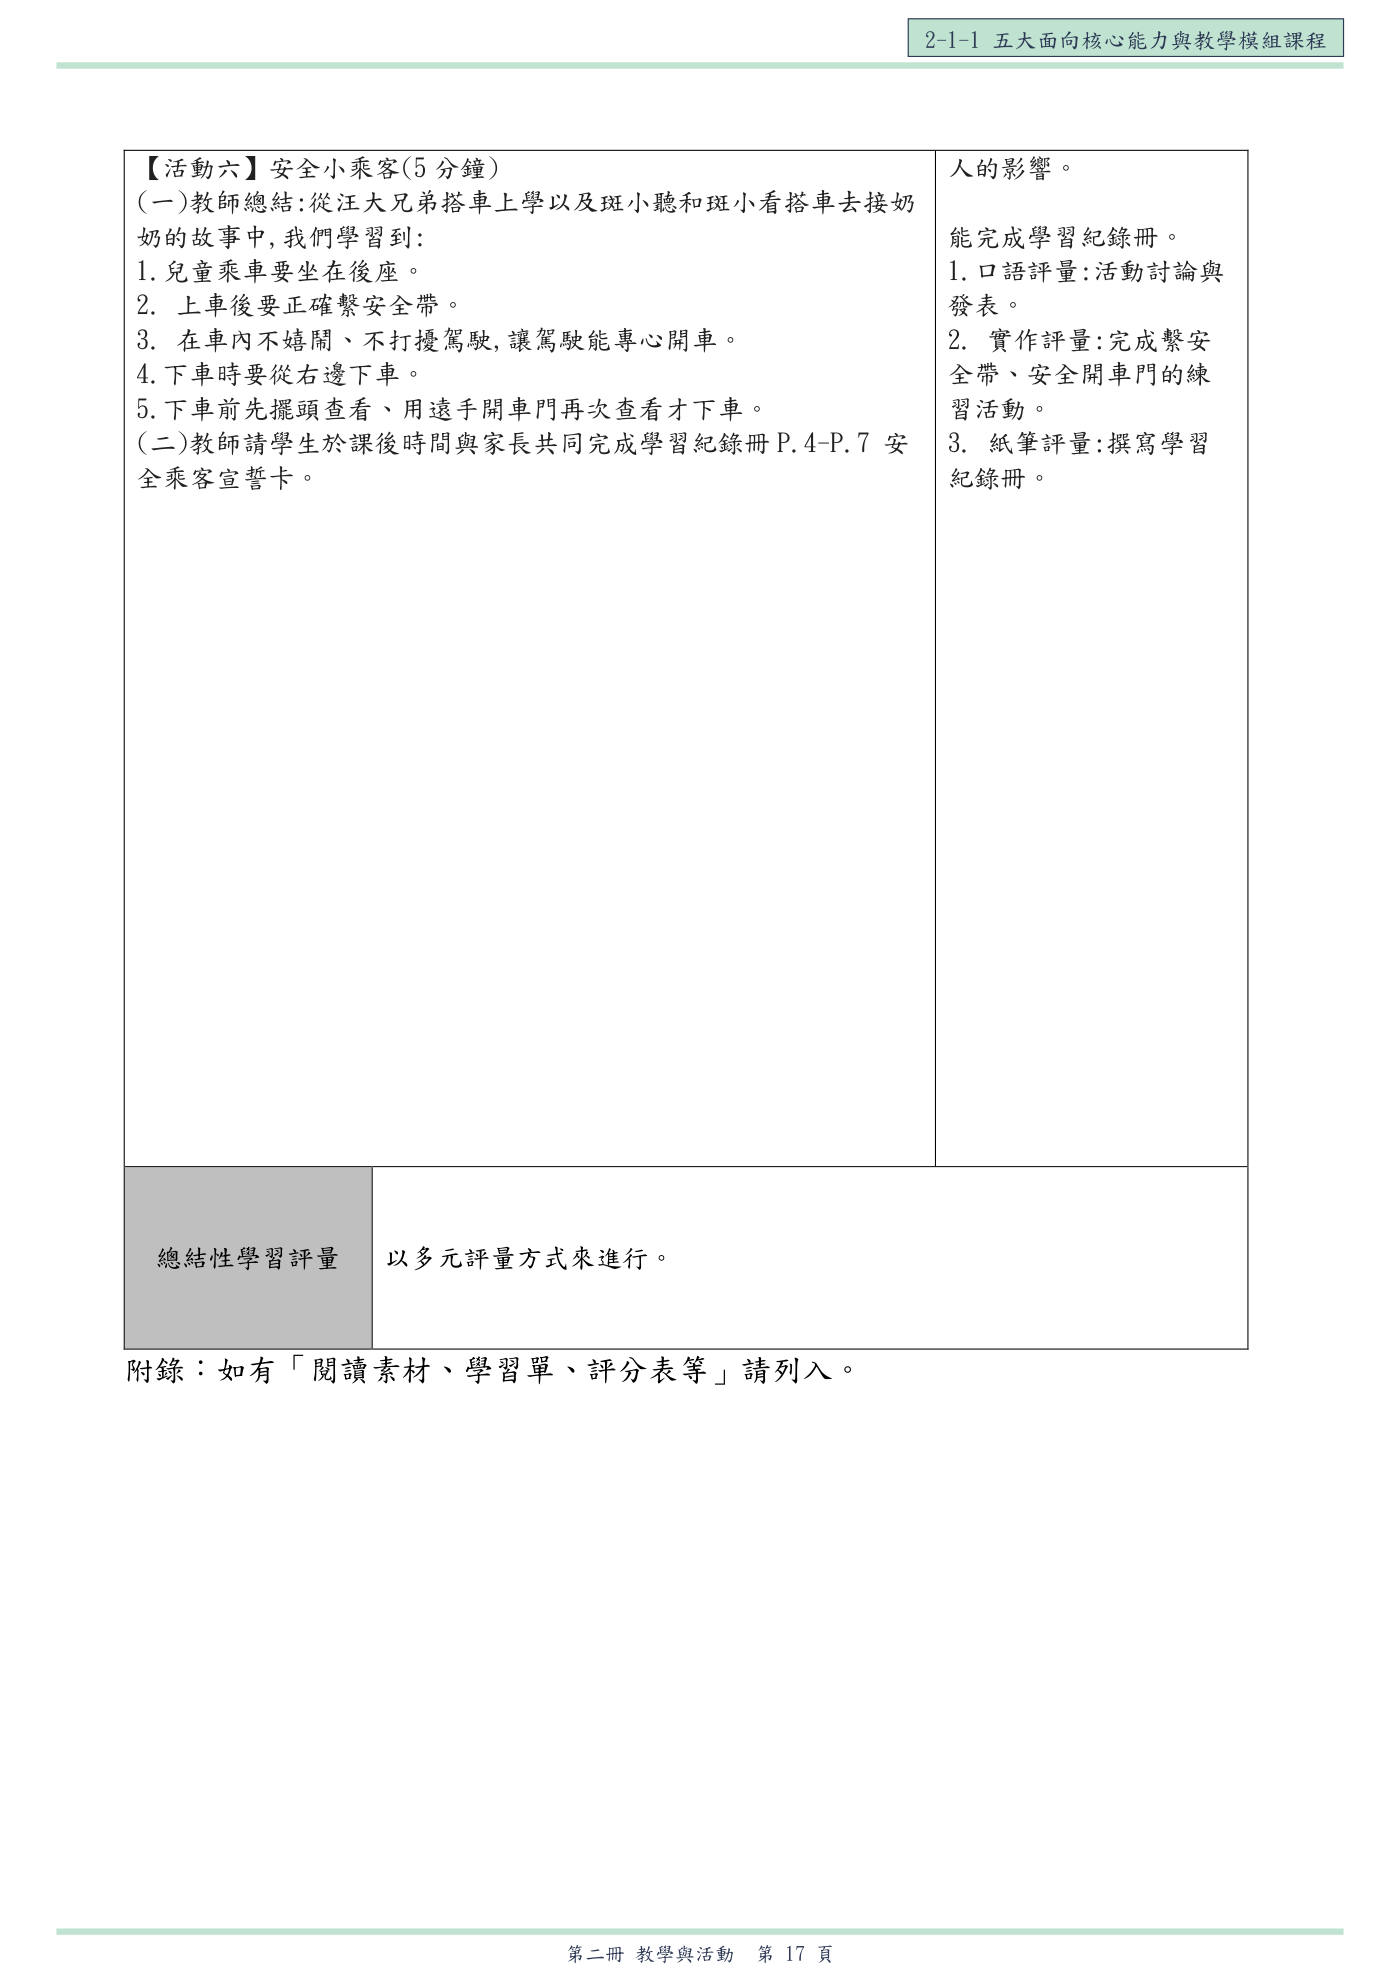 2-1-1 五大面向核心能力與教學模組課程
【活動六】安全小乘客(5 分鐘)
(一)教師總結:從汪大兄弟搭車上學以及斑小聽和斑小看搭車去接奶
奶的故事中,我們學習到:
1.兒童乘車要坐在後座。
2. 上車後要正確繫安全帶。
3. 在車內不嬉鬧、不打擾駕駛,讓駕駛能專心開車。
4.下車時要從右邊下車。
5.下車前先擺頭查看、用遠手開車門再次查看才下車。
(二)教師請學生於課後時間與家長共同完成學習紀錄冊 P.4-P.7 安
全乘客宣誓卡。
人的影響。
能完成學習紀錄冊。
1.口語評量:活動討論與
發表。
2. 實作評量:完成繫安
全帶、安全開車門的練
習活動。
3. 紙筆評量:撰寫學習
紀錄冊。
總結性學習評量
以多元評量方式來進行。
附錄：如有「閱讀素材、學習單、評分表等」請列入。
第二冊 教學與活動 第 17 頁